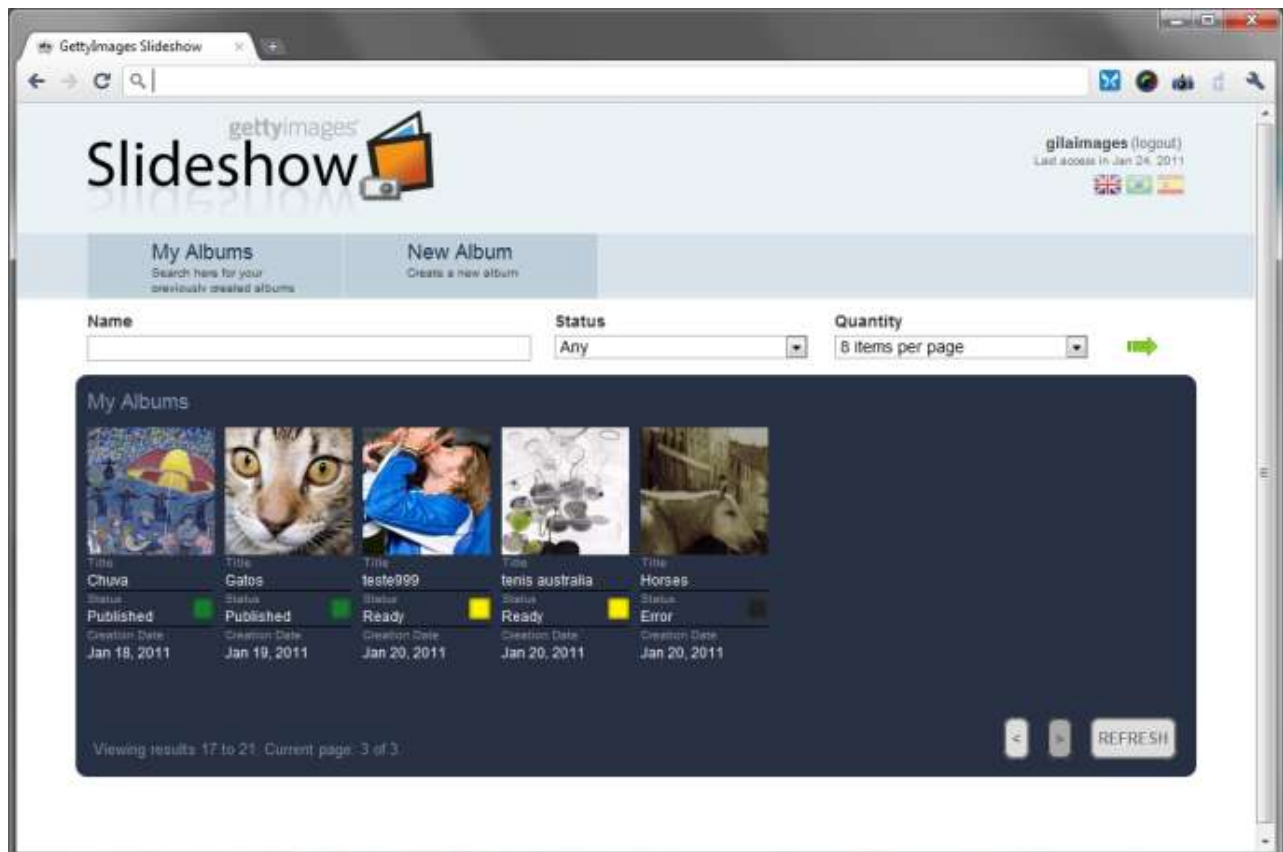 GettyImages Slideshow
gettyimages
Slideshow
gilaimages (logout)
Last access in Jan 24, 2011
My Albums
Search here for your
previously created albums
New Album
Create a new album
Name
Status
Quantity
Any
8 items per page
My Albums
Title
Title
Title
Title
Title
Chuva
Gatos
teste999
tenis australia
Horses
Status
Status
Status
Status
Status
Published
Published
Ready
Ready
Error
Creation Date
Creation Date
Creation Date
Creation Date
Creation Date
Jan 18, 2011
Jan 19, 2011
Jan 20, 2011
Jan 20, 2011
Jan 20, 2011
Viewing results 17 to 21. Current page: 3 of 3.
<
>
REFRESH